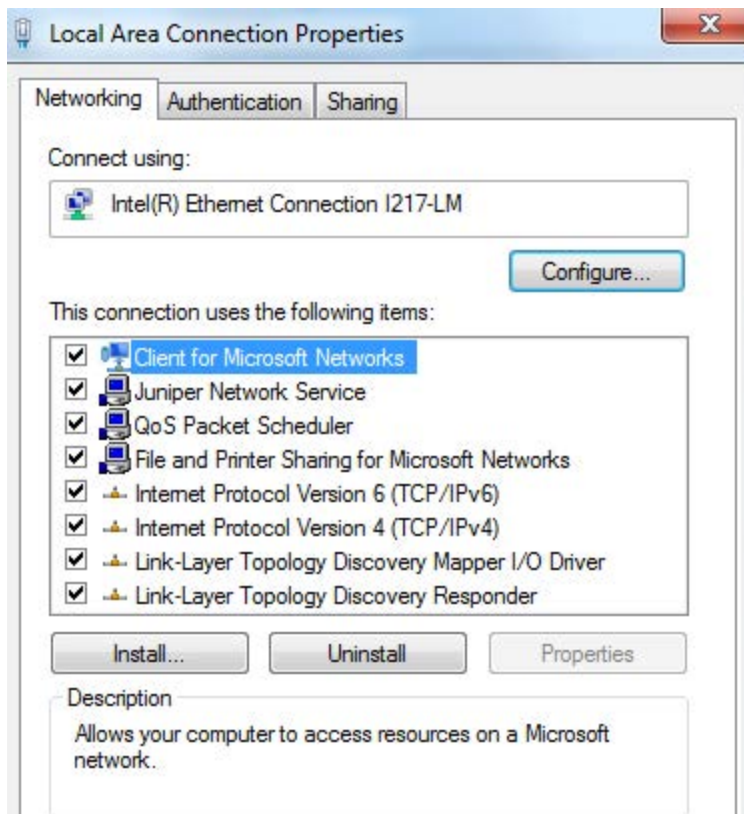 Local Area Connection Properties
Networking Authentication Sharing
Connect using:
Intel(R) Ethernet Connection I217-LM
Configure...
This connection uses the following items:
Client for Microsoft Networks
Juniper Network Service
QoS Packet Scheduler
File and Printer Sharing for Microsoft Networks
Internet Protocol Version 6 (TCP/IPv6)
Internet Protocol Version 4 (TCP/IPv4)
Link-Layer Topology Discovery Mapper I/O Driver
Link-Layer Topology Discovery Responder
Install... Uninstall Properties
Description
Allows your computer to access resources on a Microsoft
network.